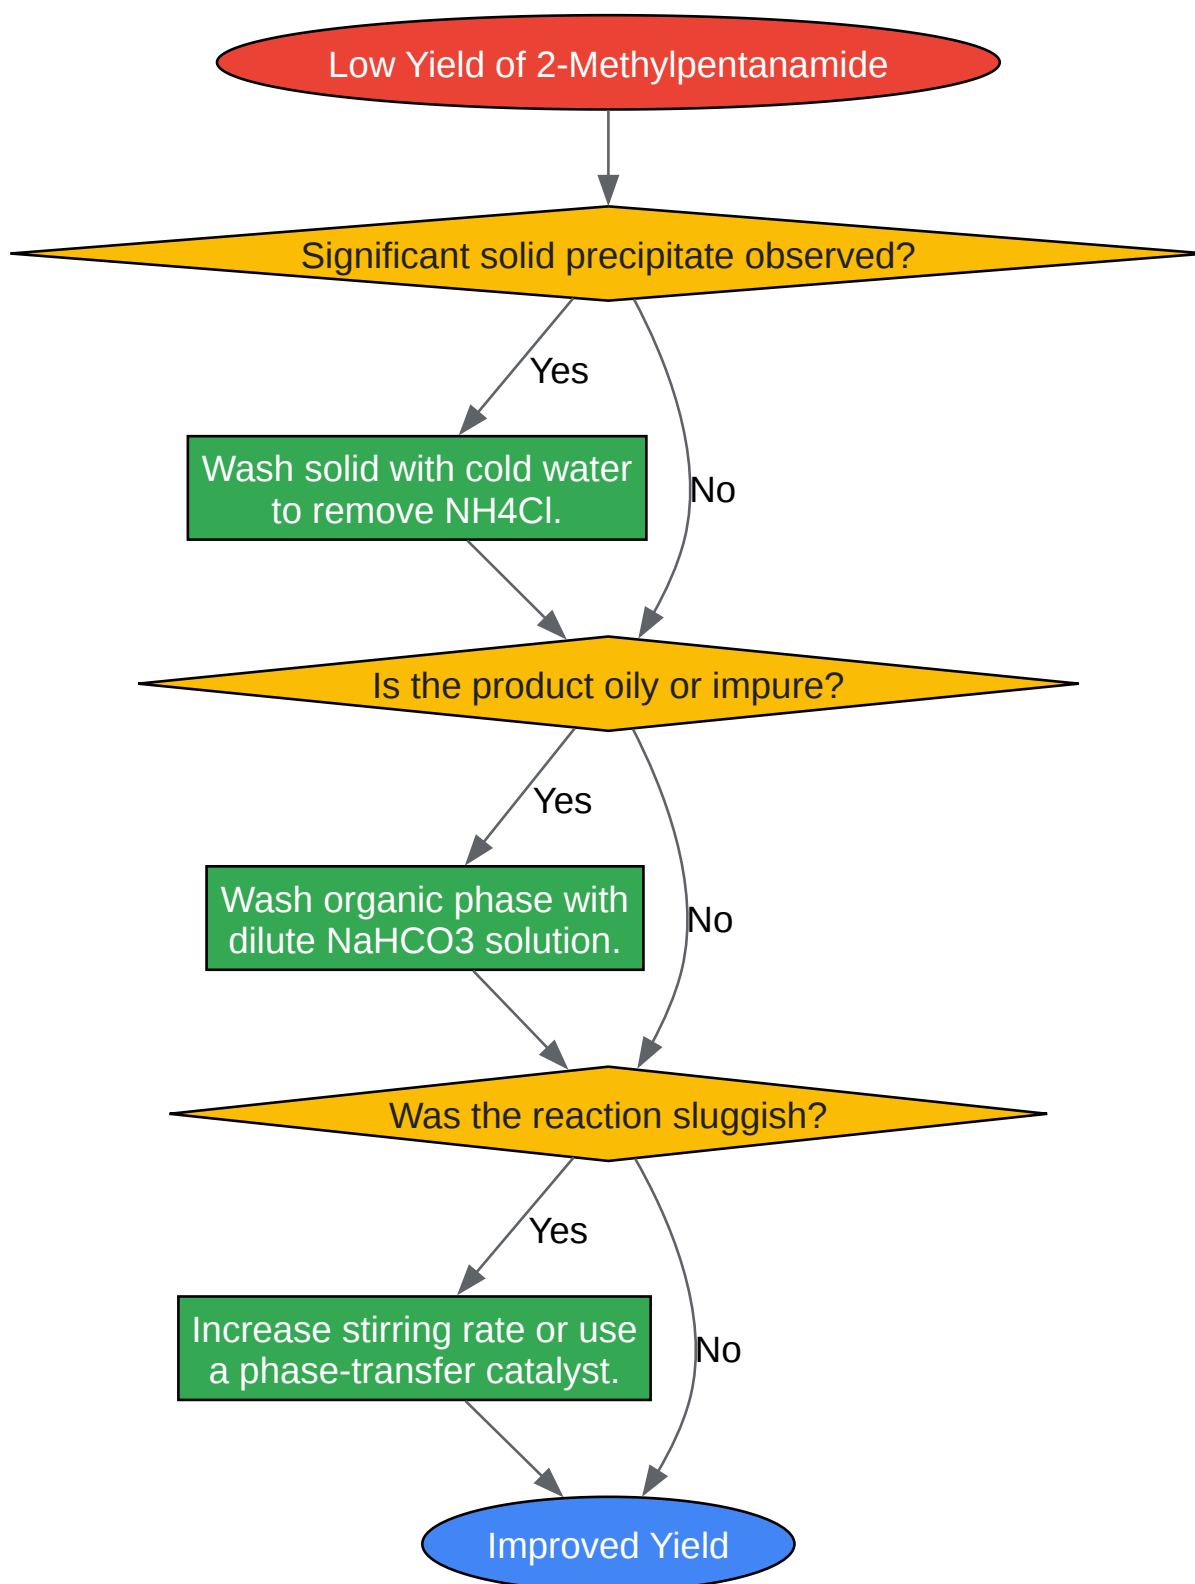 Low Yield of 2-Methylpentanamide
Significant solid precipitate observed?
Yes
Wash solid with cold water
to remove NH4Cl.
No
Is the product oily or impure?
Yes
Wash organic phase with
dilute NaHCO3 solution.
No
Was the reaction sluggish?
Yes
Increase stirring rate or use
a phase-transfer catalyst.
No
Improved Yield